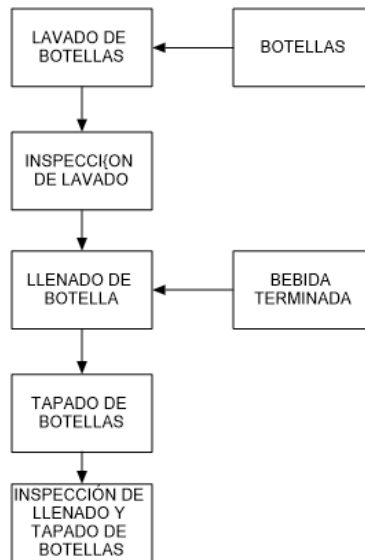 LAVADO DE
BOTELLAS
BOTELLAS
INSPECCI{ON
DE LAVADO
LLENADO DE
BOTELLA
BEBIDA
TERMINADA
TAPADO DE
BOTELLAS
INSPECCIÓN DE
LLENADO Y
TAPADO DE
BOTELLAS